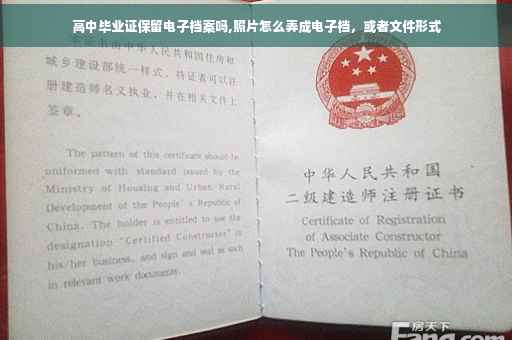 高中毕业证保留电子档案吗,照片怎么弄成电子档，或者文件形式
本证书由中华人民共和国住房和
城乡建设部统一样式，持证者可以注
册建造师名义执业，并在相关文件上
签章。
The pattern of this certificate should be
uniformed with standard issued by the
Ministry of Housing and Urban Rural
Development of the People's Republic of
China. The holder is entitled to use the
designation "Certified Constructor" in
his/her business, and sign and seal as such
in relevant work documents.
中华人民共和国
二级建造师注册证书
Certificate of Registration
of Associate Constructor
The People's Republic of China
房天下
Fang.com